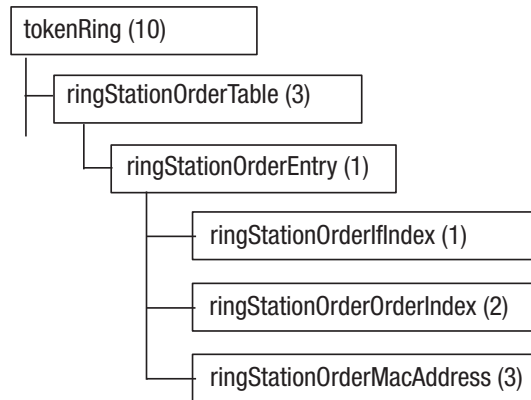 tokenRing (10)
ringStationOrderTable (3)
ringStationOrderEntry (1)
ringStationOrderIfIndex (1)
ringStationOrderOrderIndex (2)
ringStationOrderMacAddress (3)